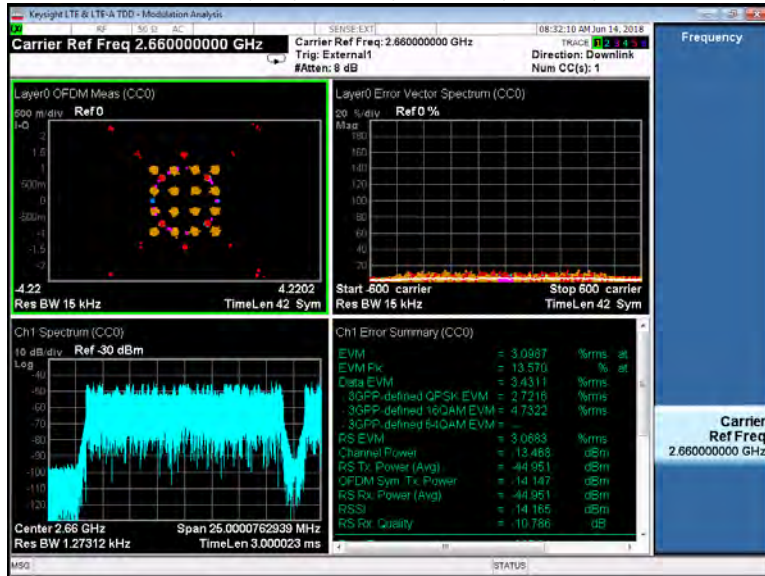 Keysight LTE & LTE-A TDD - Modulation Analysis
RF 50 Ω AC SENSE:EXT 08:32:10 AM Jun 14, 2018
Carrier Ref Freq 2.660000000 GHz
Carrier Ref Freq: 2.660000000 GHz
Trig: External1
#Atten: 8 dB
TRACE 1 2 3 4 5 6
Direction: Downlink
Num CC(s): 1
Frequency
Layer0 OFDM Meas (CC0)
500 m/div Ref 0
I-Q
2
1.5
1
500m
0
-500m
-1
-1.5
-2
-4.22 4.2202
Res BW 15 kHz TimeLen 42 Sym
Layer0 Error Vector Spectrum (CC0)
20 %/div Ref 0 %
Mag
180
160
140
120
100
80
60
40
20
Start -600 carrier Stop 600 carrier
Res BW 15 kHz TimeLen 42 Sym
Ch1 Spectrum (CC0)
10 dB/div Ref -30 dBm
Log
-40
-50
-60
-70
-80
-90
-100
-110
-120
Center 2.66 GHz Span 25.0000762939 MHz
Res BW 1.27312 kHz TimeLen 3.000023 ms
Ch1 Error Summary (CC0)
EVM = 3.0987 %rms at
EVM Pk = 13.570 % at
Data EVM = 3.4311 %rms
- 3GPP-defined QPSK EVM = 2.7216 %rms
- 3GPP-defined 16QAM EVM = 4.7322 %rms
- 3GPP-defined 64QAM EVM = ---
RS EVM = 3.0683 %rms
Channel Power = -13.468 dBm
RS Tx. Power (Avg) = -44.951 dBm
OFDM Sym. Tx. Power = -14.147 dBm
RS Rx. Power (Avg) = -44.951 dBm
RSSI = -14.165 dBm
RS Rx. Quality = -10.786 dB
Carrier
Ref Freq
2.660000000 GHz
MSG STATUS